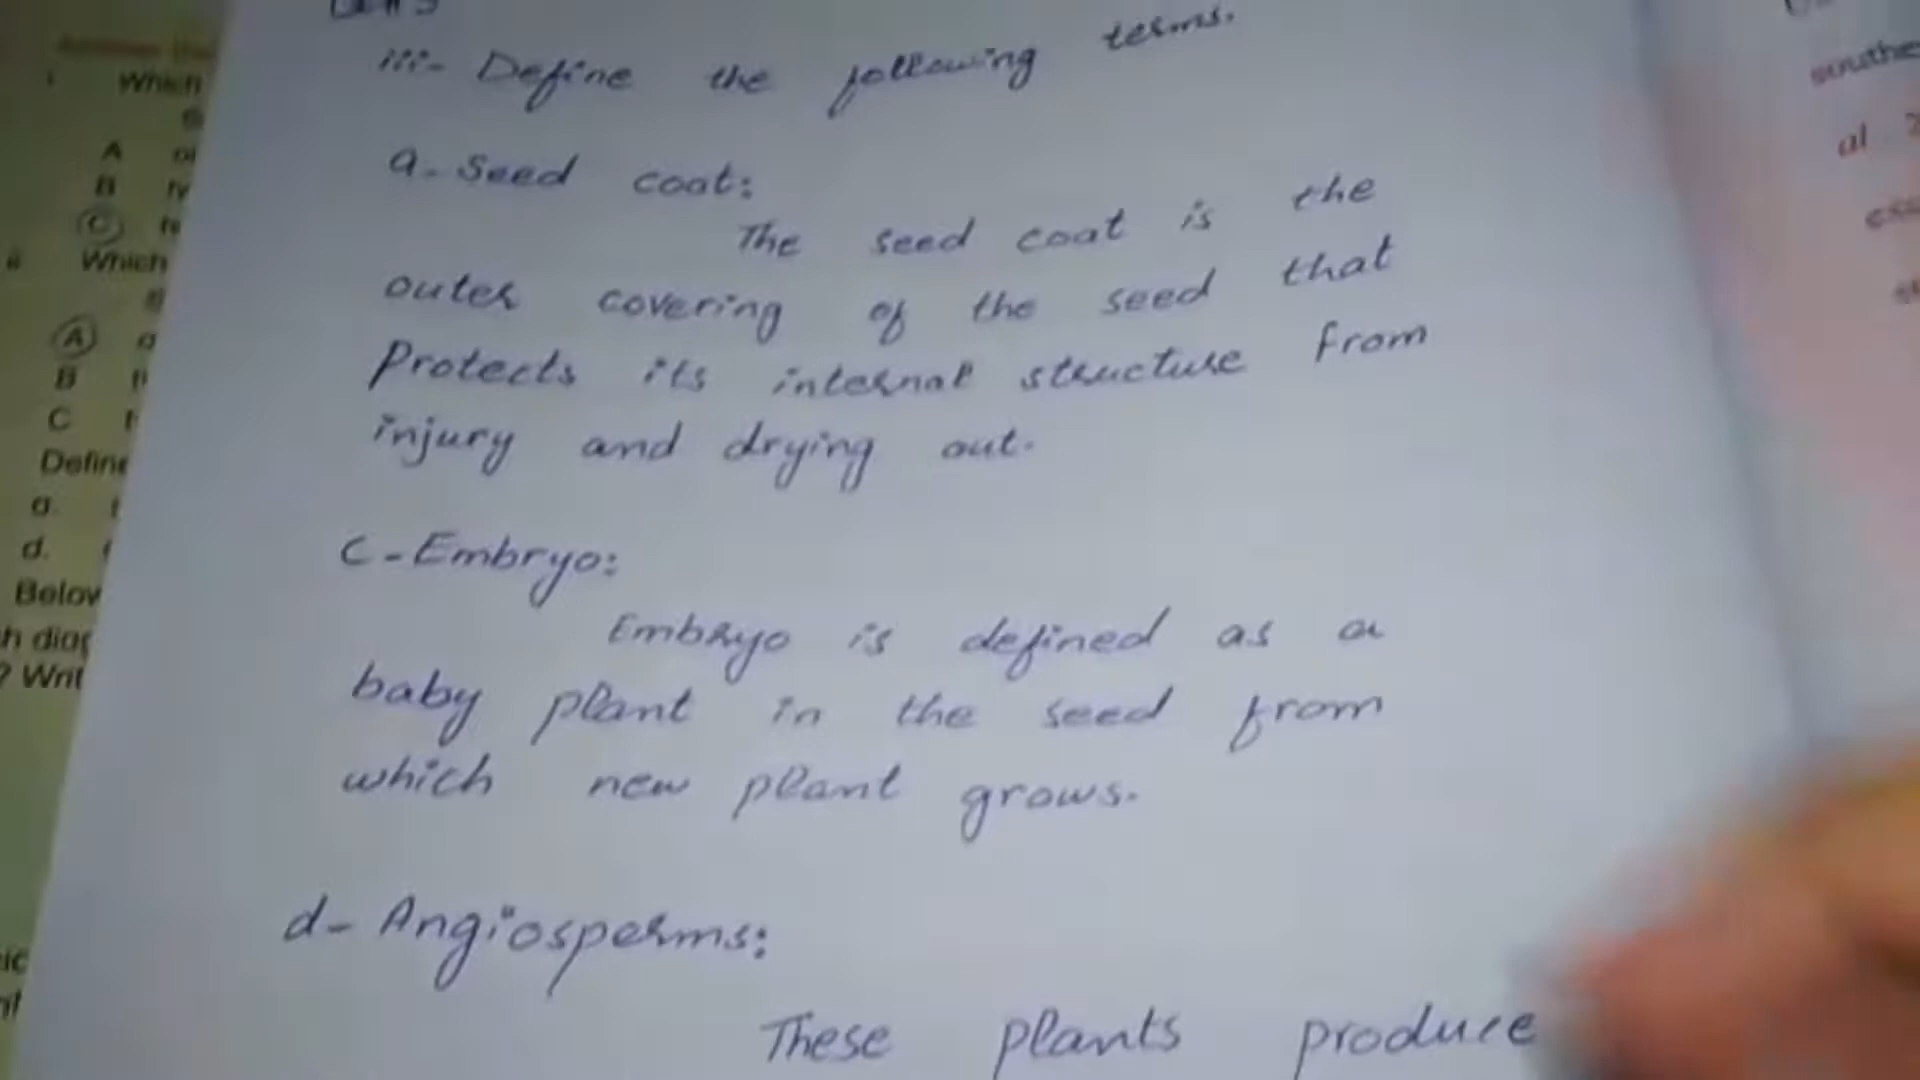 iii- Define the following terms.
a- Seed coat:
The seed coat is the
outer covering of the seed that
Protects its internal structure from
injury and drying out.
c- Embryo:
Embryo is defined as a
baby plant in the seed from
which new plant grows.
d- Angiosperms:
These plants produce
Which
A
B
C
Which
A
B
C
Define
a.
d.